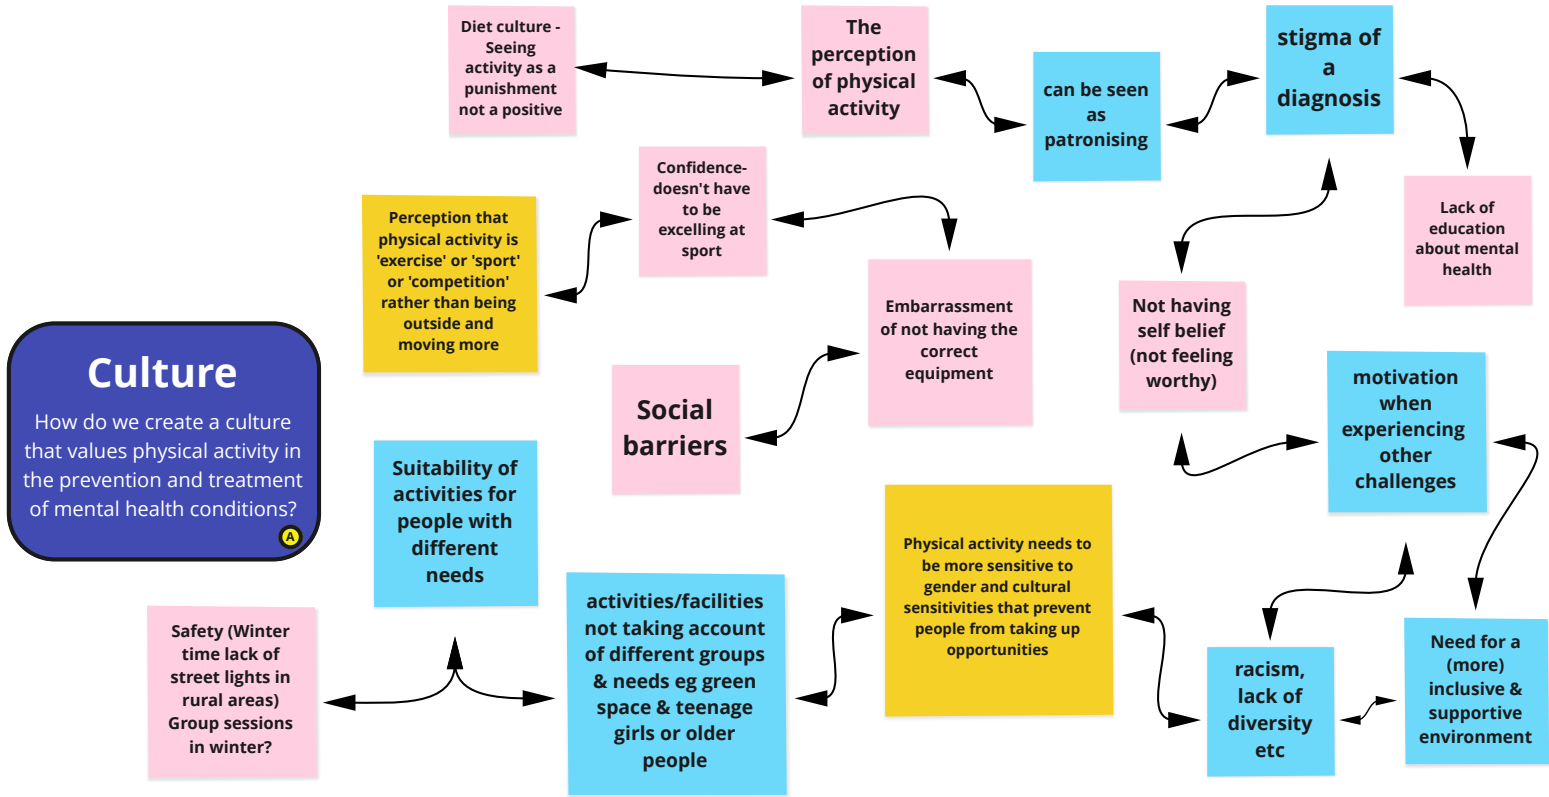 Diet culture -
Seeing
activity as a
punishment
not a positive
The
perception
of physical
activity
can be seen
as
patronising
stigma of
a
diagnosis
Lack of
education
about mental
health
Confidence-
doesn't have
to be
excelling at
sport
Perception that
physical activity is
'exercise' or 'sport'
or 'competition'
rather than being
outside and
moving more
Embarrassment
of not having the
correct
equipment
Not having
self belief
(not feeling
worthy)
Culture
How do we create a culture
that values physical activity in
the prevention and treatment
of mental health conditions?
A
Social
barriers
motivation
when
experiencing
other
challenges
Suitability of
activities for
people with
different
needs
Physical activity needs to
be more sensitive to
gender and cultural
sensitivities that prevent
people from taking up
opportunities
activities/facilities
not taking account
of different groups
& needs eg green
space & teenage
girls or older
people
Safety (Winter
time lack of
street lights in
rural areas)
Group sessions
in winter?
racism,
lack of
diversity
etc
Need for a
(more)
inclusive &
supportive
environment